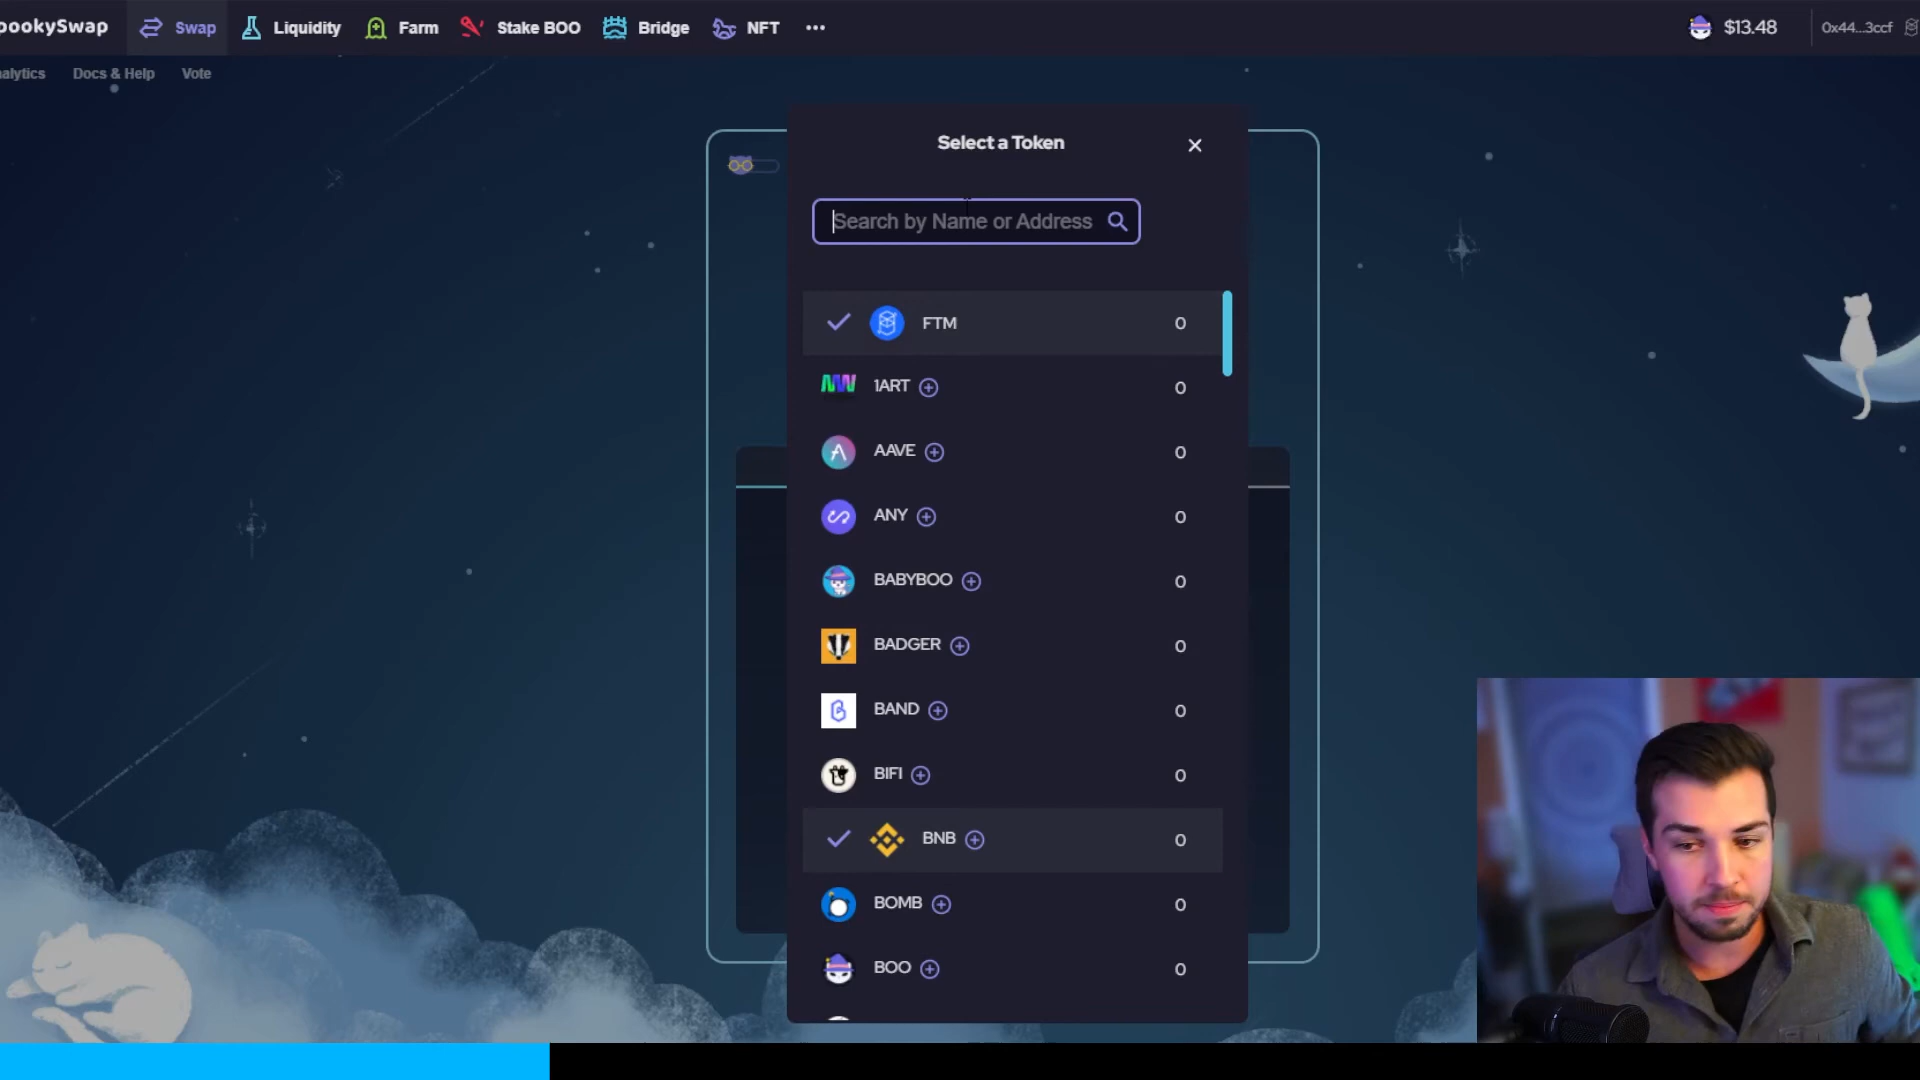 pookySwap Swap Liquidity Farm Stake BOO Bridge NFT ••• $13.48 0x44...3ccf
nalytics Docs & Help Vote
Select a Token
Search by Name or Address
FTM 0
1ART 0
AAVE 0
ANY 0
BABYBOO 0
BADGER 0
BAND 0
BIFI 0
BNB 0
BOMB 0
BOO 0